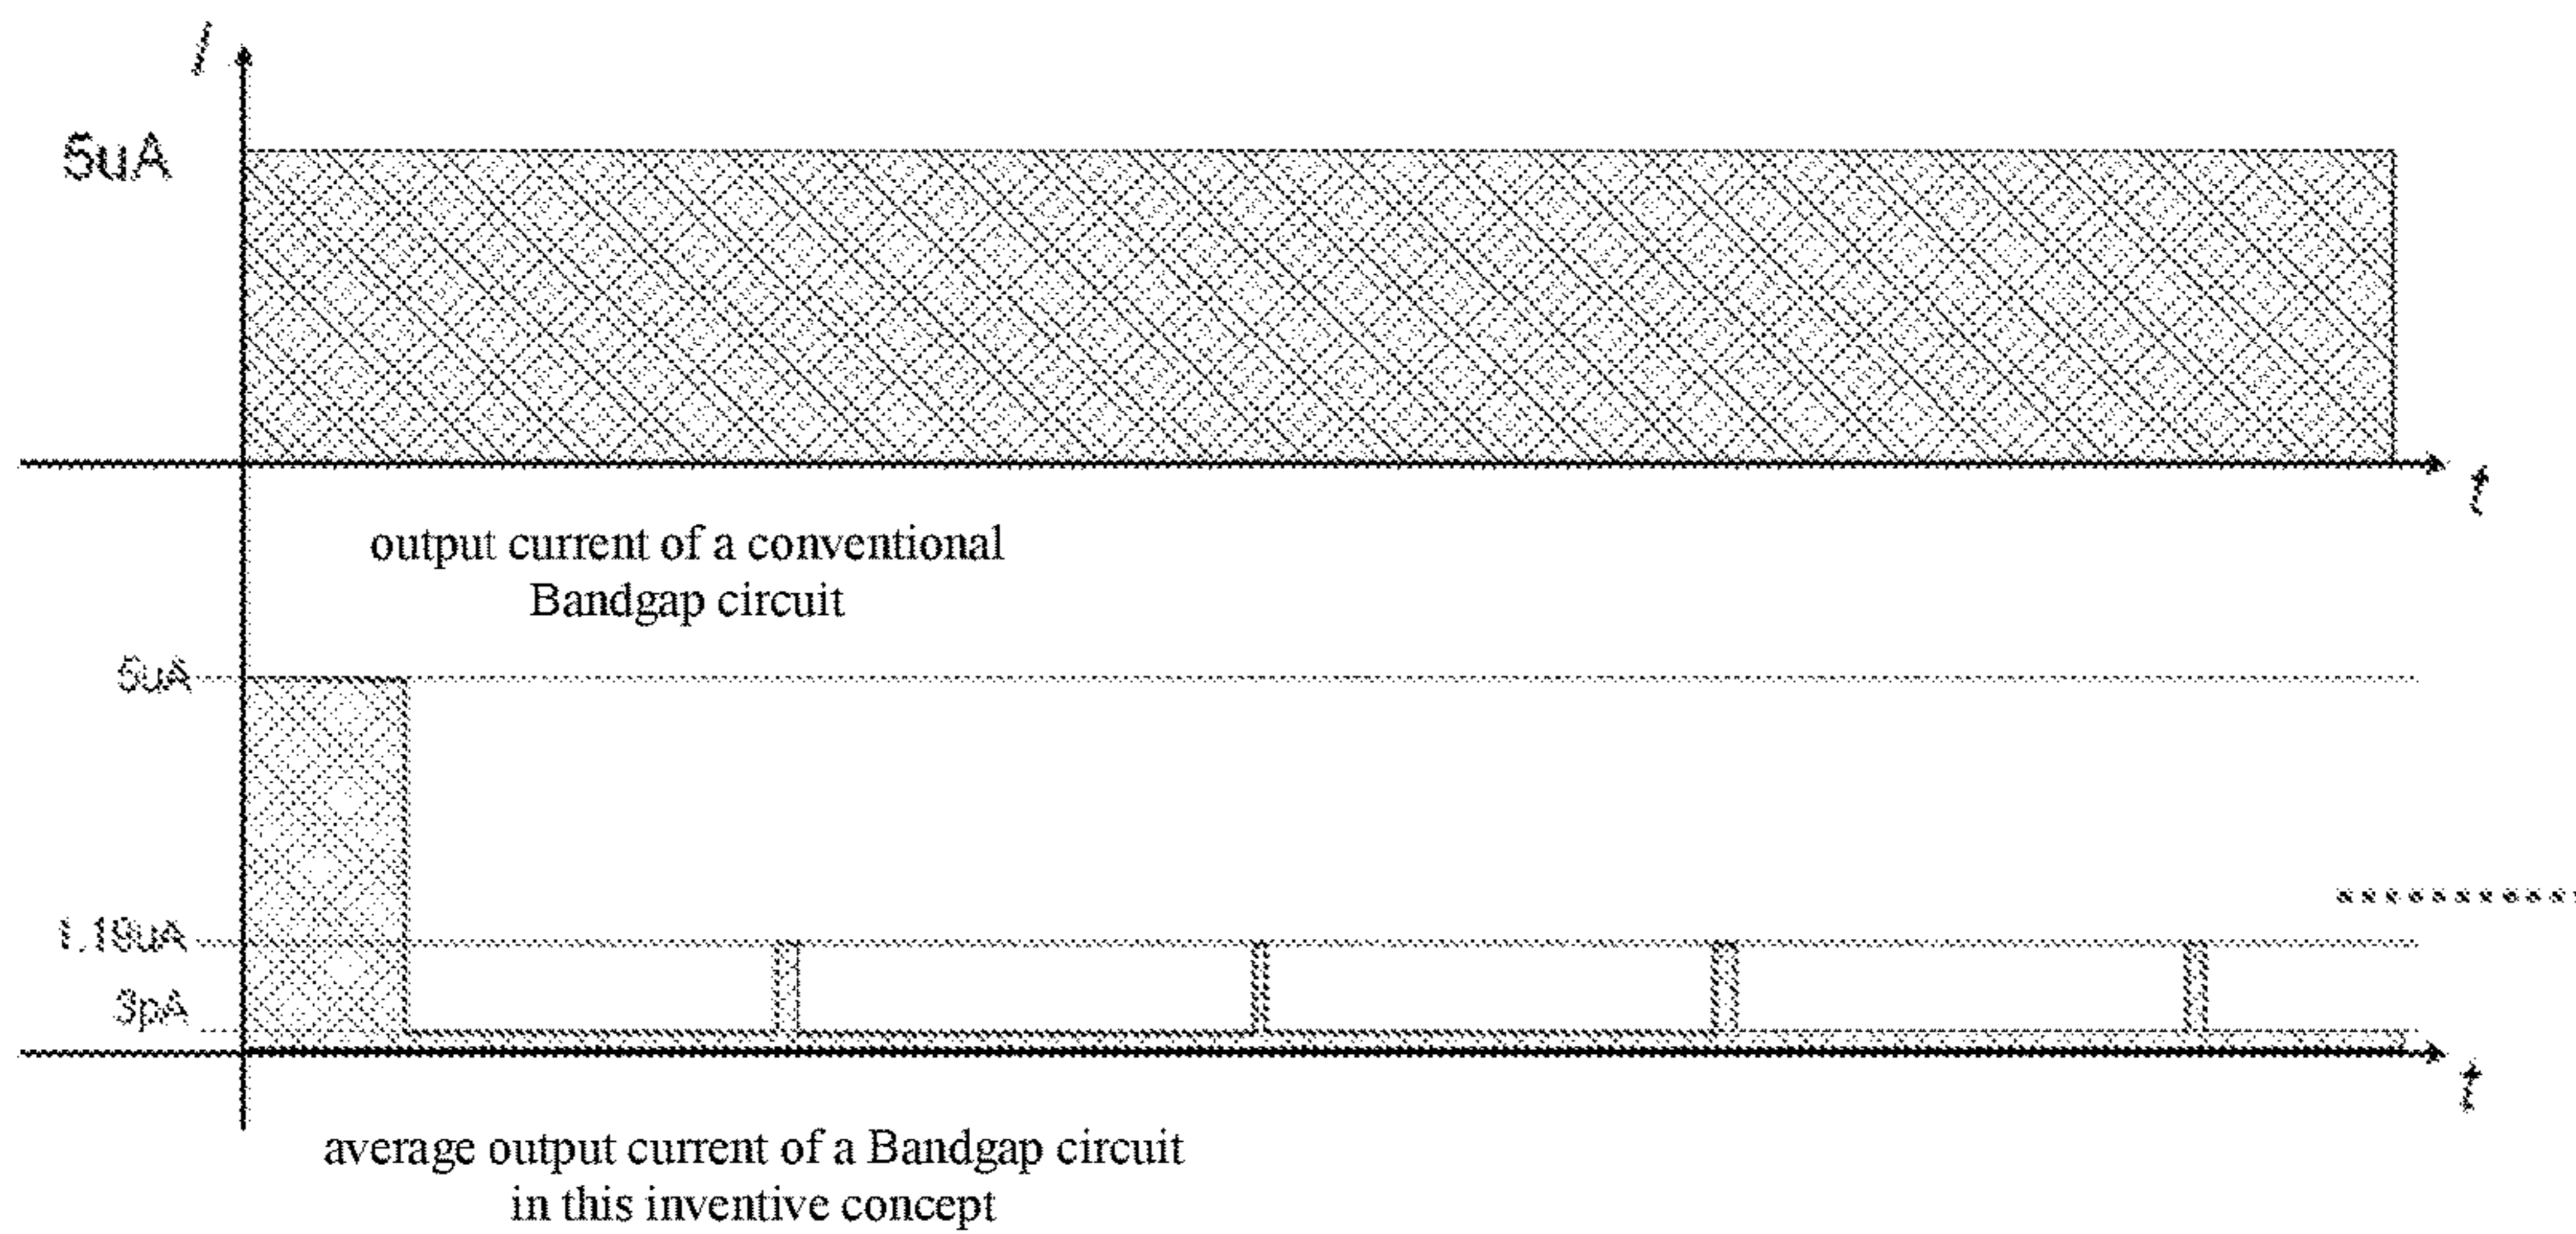 I
5uA
t
output current of a conventional
Bandgap circuit
5uA
1.19uA
3pA
t
average output current of a Bandgap circuit
in this inventive concept